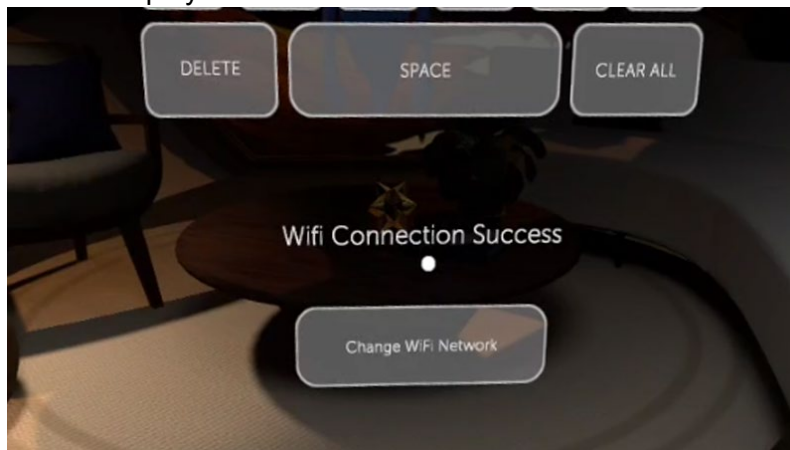 DELETE
SPACE
CLEAR ALL
Wifi Connection Success
Change WiFi Network